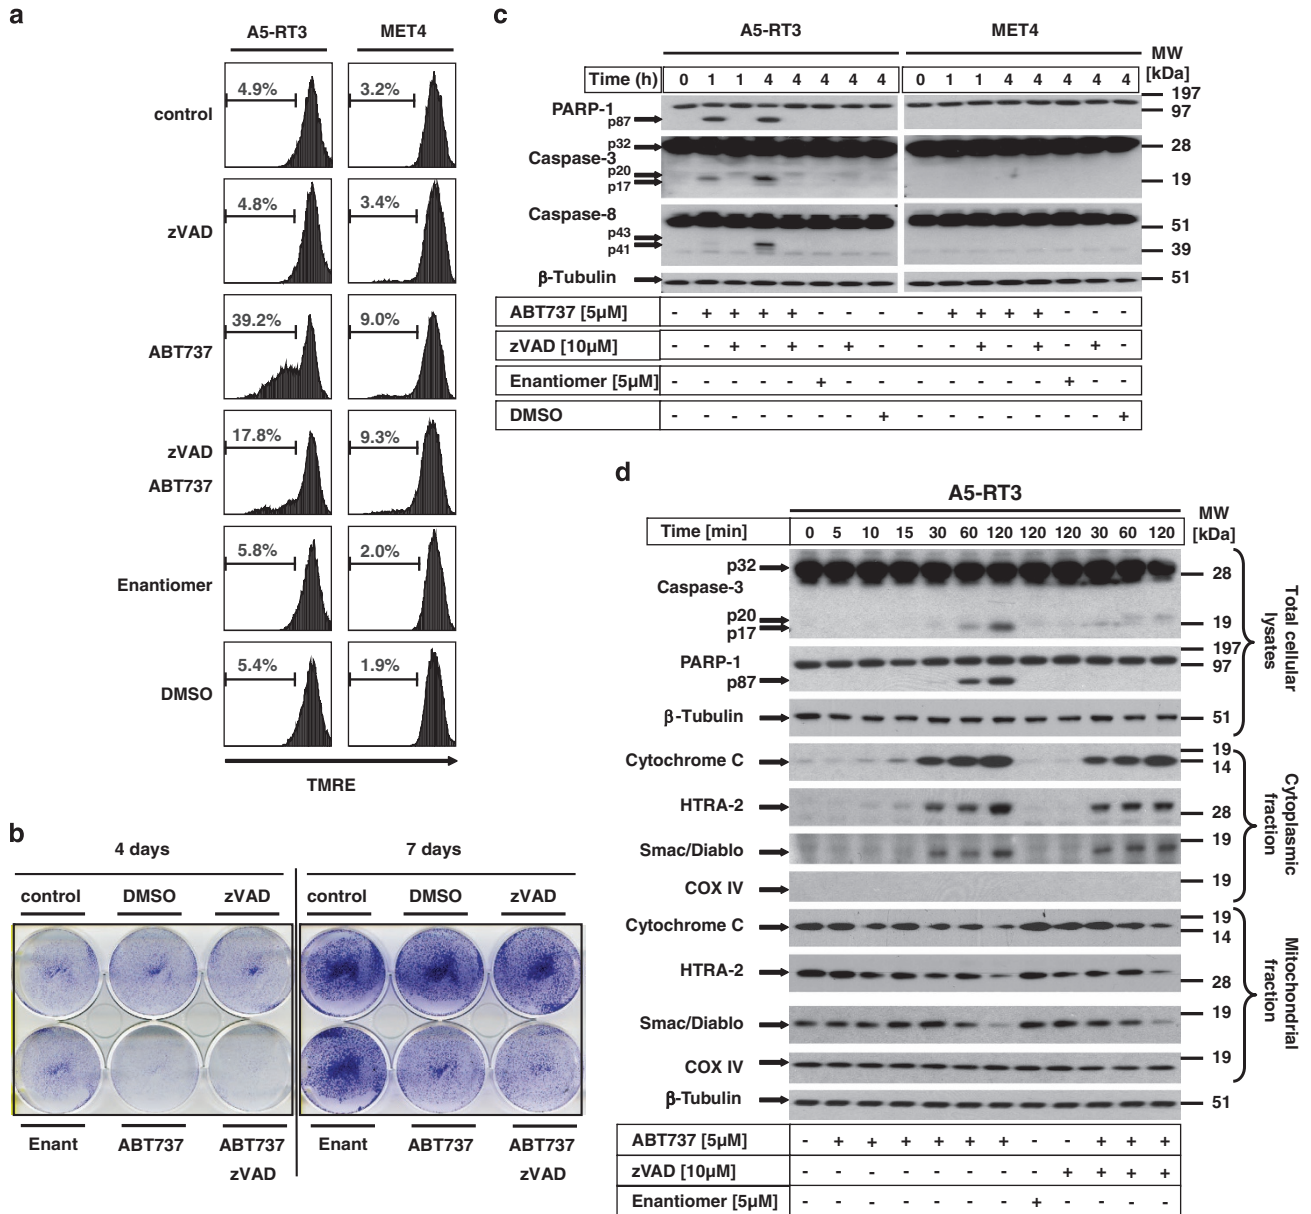 a
A5-RT3 MET4
control 4.9% 3.2%
zVAD 4.8% 3.4%
ABT737 39.2% 9.0%
zVAD ABT737 17.8% 9.3%
Enantiomer 5.8% 2.0%
DMSO 5.4% 1.9%
TMRE
b
4 days 7 days
control DMSO zVAD control DMSO zVAD
Enant ABT737 ABT737 Enant ABT737 ABT737
zVAD zVAD
c
A5-RT3 MET4
MW
[kDa]
Time (h) 0 1 1 4 4 4 4 4 0 1 1 4 4 4 4 4
197
PARP-1 97
p87
p32 28
Caspase-3
p20
p17 19
Caspase-8 51
p43
p41 39
β-Tubulin 51
ABT737 [5μM] - + + + + - - - - + + + + - - -
zVAD [10μM] - - + - + - + - - - + - + - + -
Enantiomer [5μM] - - - - - + - - - - - - - + - -
DMSO - - - - - - - + - - - - - - - +
d
A5-RT3
MW
[kDa]
Time [min] 0 5 10 15 30 60 120 120 120 30 60 120
p32 28
Caspase-3
p20 19
p17
197
PARP-1 97
p87
β-Tubulin 51
Total cellular
lysates
19
Cytochrome C 14
HTRA-2 28
Smac/Diablo 19
COX IV 19
Cytoplasmic
fraction
Cytochrome C 19
14
HTRA-2 28
Smac/Diablo 19
COX IV 19
Mitochondrial
fraction
β-Tubulin 51
ABT737 [5μM] - + + + + + + - - + + +
zVAD [10μM] - - - - - - - - + + + +
Enantiomer [5μM] - - - - - - - + - - - -